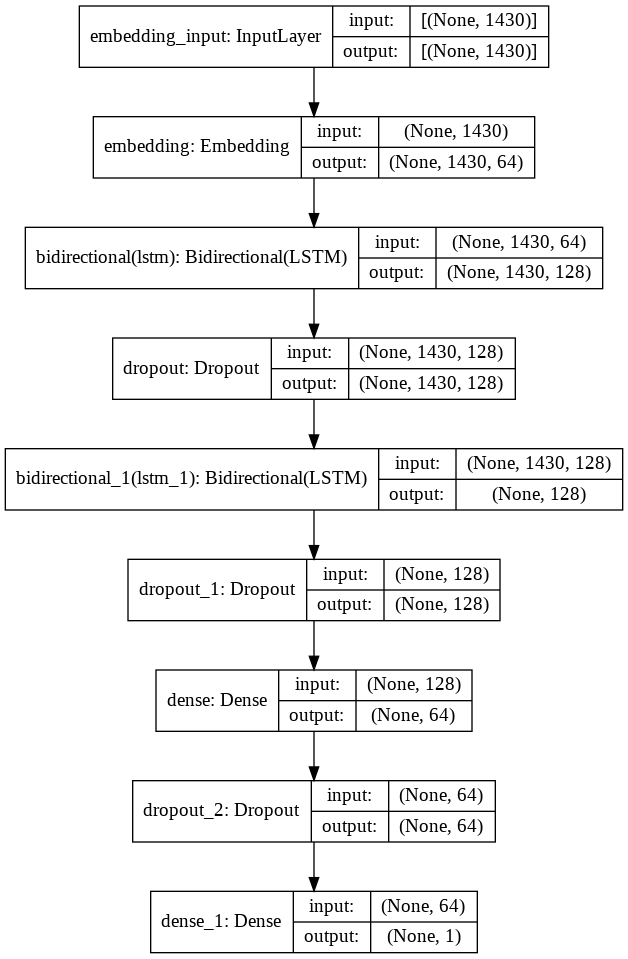 embedding_input: InputLayer
input: [(None, 1430)]
output: [(None, 1430)]
embedding: Embedding
input: (None, 1430)
output: (None, 1430, 64)
bidirectional(lstm): Bidirectional(LSTM)
input: (None, 1430, 64)
output: (None, 1430, 128)
dropout: Dropout
input: (None, 1430, 128)
output: (None, 1430, 128)
bidirectional_1(lstm_1): Bidirectional(LSTM)
input: (None, 1430, 128)
output: (None, 128)
dropout_1: Dropout
input: (None, 128)
output: (None, 128)
dense: Dense
input: (None, 128)
output: (None, 64)
dropout_2: Dropout
input: (None, 64)
output: (None, 64)
dense_1: Dense
input: (None, 64)
output: (None, 1)